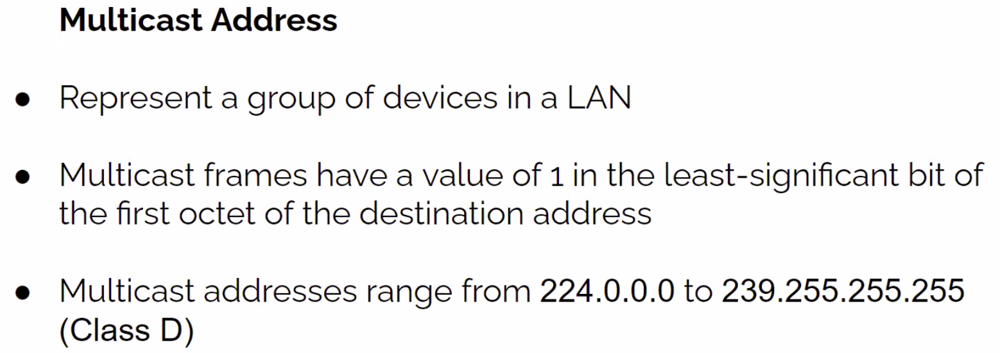 Multicast Address
● Represent a group of devices in a LAN
● Multicast frames have a value of 1 in the least-significant bit of
the first octet of the destination address
● Multicast addresses range from 224.0.0.0 to 239.255.255.255
(Class D)